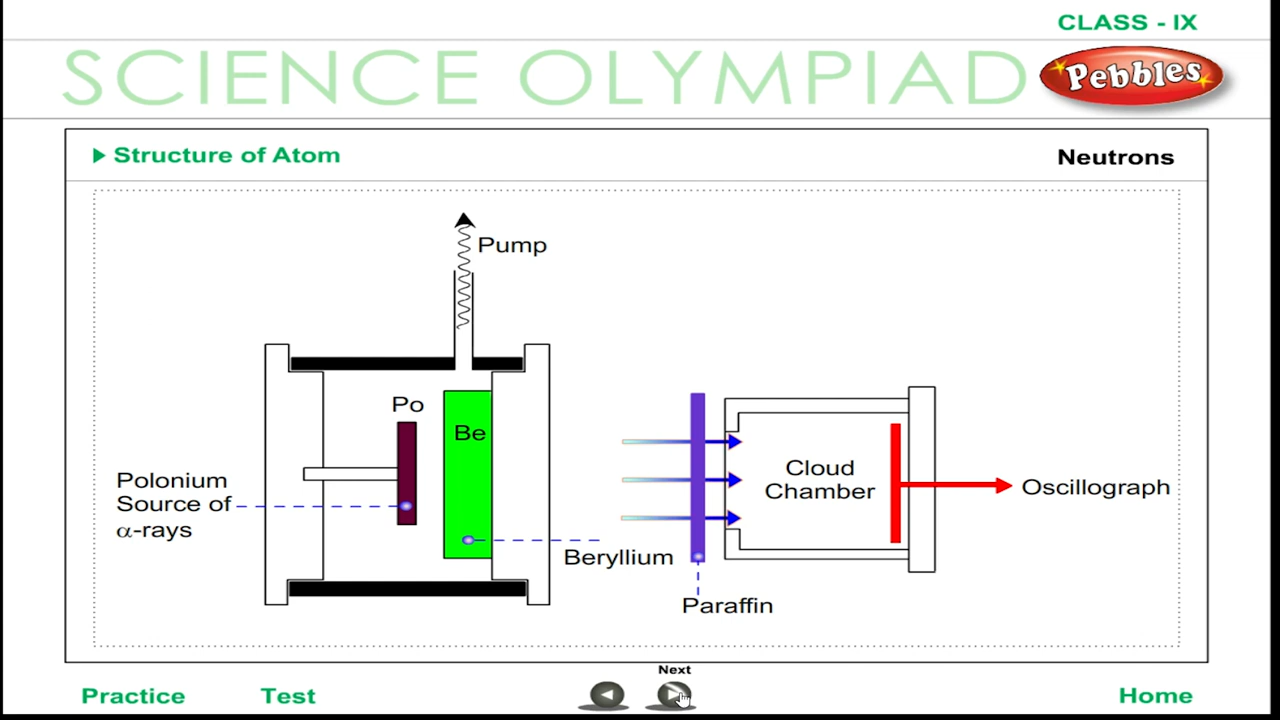 CLASS - IX
SCIENCE OLYMPIAD
Pebbles
Structure of Atom
Neutrons
Pump
Po
Be
Polonium
Source of
α-rays
Beryllium
Paraffin
Cloud
Chamber
Oscillograph
Next
Practice
Test
Home